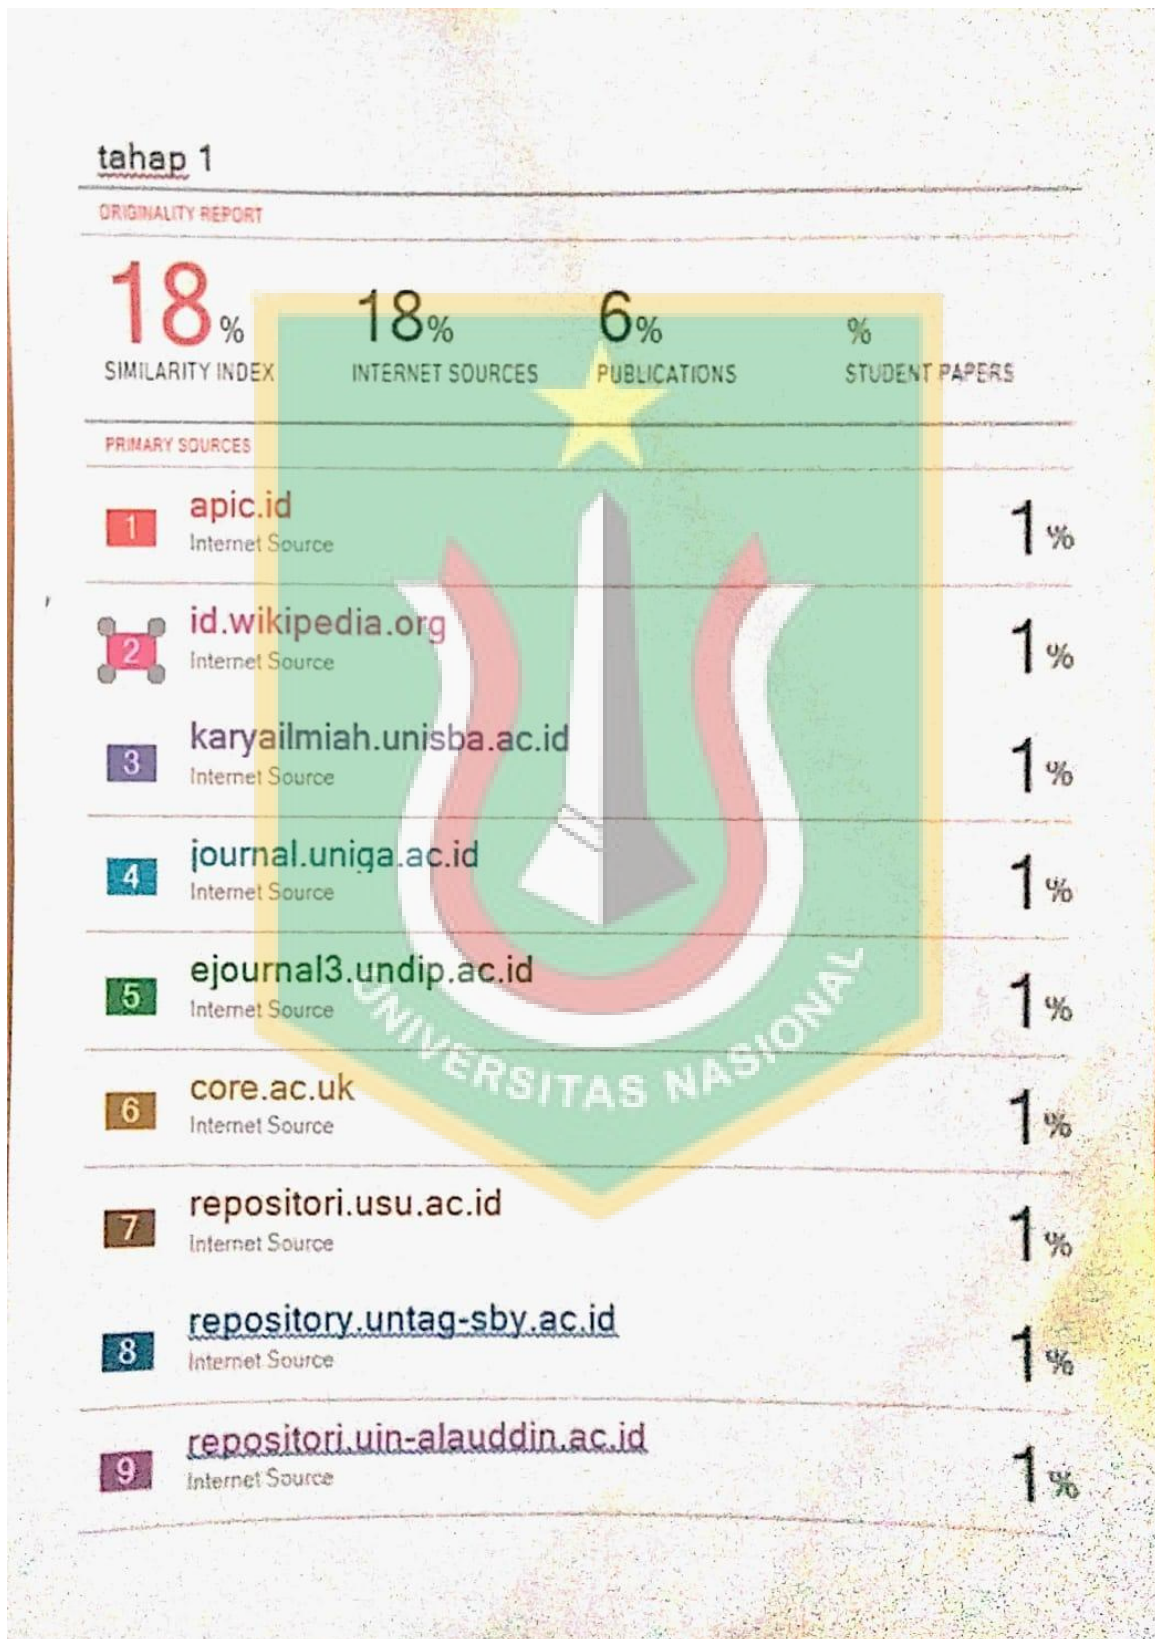 tahap 1
ORIGINALITY REPORT
18% 18% 6% %
SIMILARITY INDEX INTERNET SOURCES PUBLICATIONS STUDENT PAPERS
PRIMARY SOURCES
1 apic.id 1%
Internet Source
2 id.wikipedia.org 1%
Internet Source
3 karyailmiah.unisba.ac.id 1%
Internet Source
4 journal.uniga.ac.id 1%
Internet Source
5 ejournal3.undip.ac.id 1%
Internet Source
UNIVERSITAS NASIONAL
6 core.ac.uk 1%
Internet Source
7 repositori.usu.ac.id 1%
Internet Source
8 repository.untag-sby.ac.id 1%
Internet Source
9 repositori.uin-alauddin.ac.id 1%
Internet Source